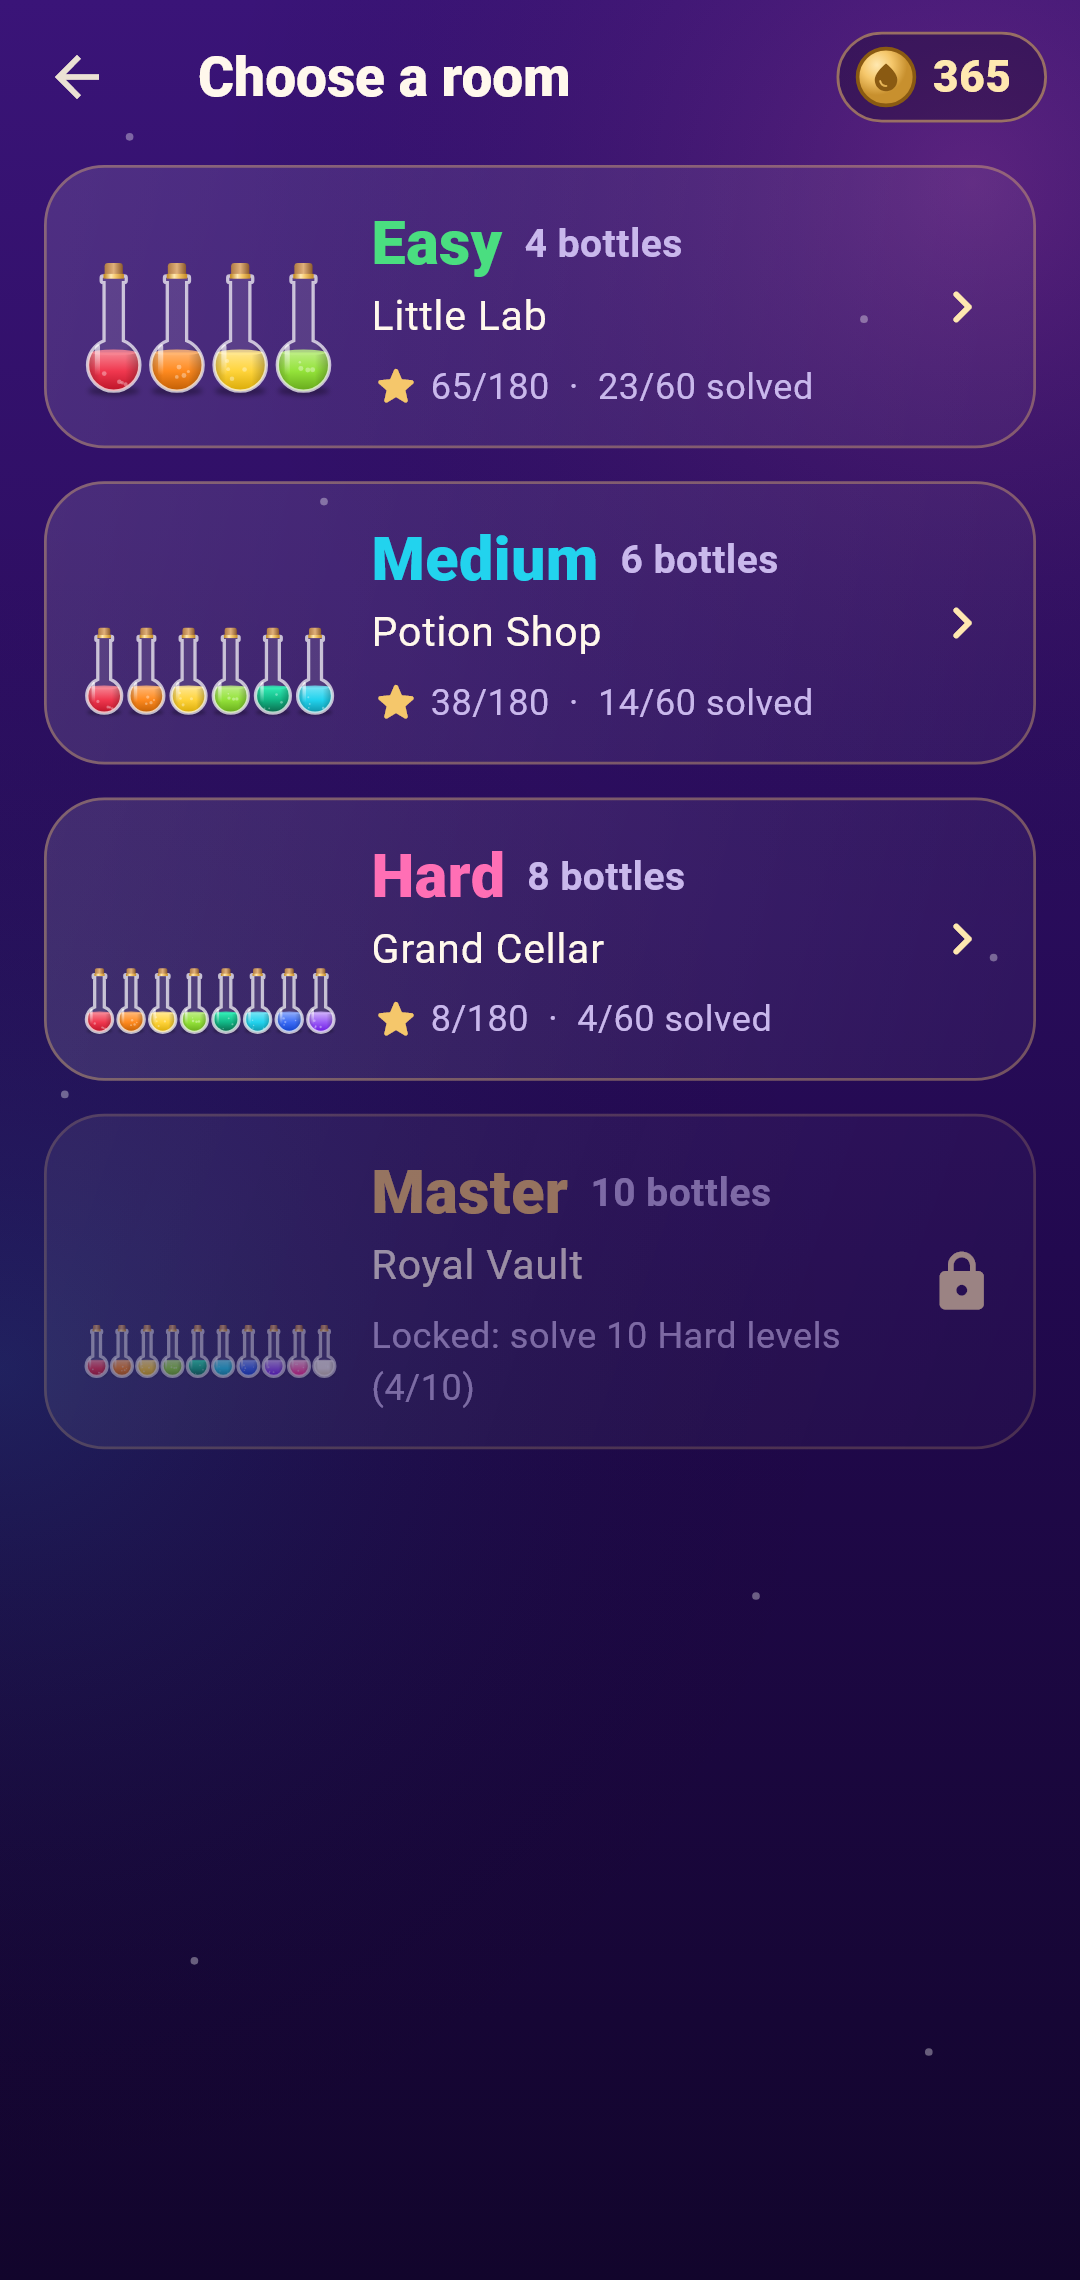 Choose a room
365
Easy 4 bottles
Little Lab
65/180 · 23/60 solved
Medium 6 bottles
Potion Shop
38/180 · 14/60 solved
Hard 8 bottles
Grand Cellar
8/180 · 4/60 solved
Master 10 bottles
Royal Vault
Locked: solve 10 Hard levels
(4/10)